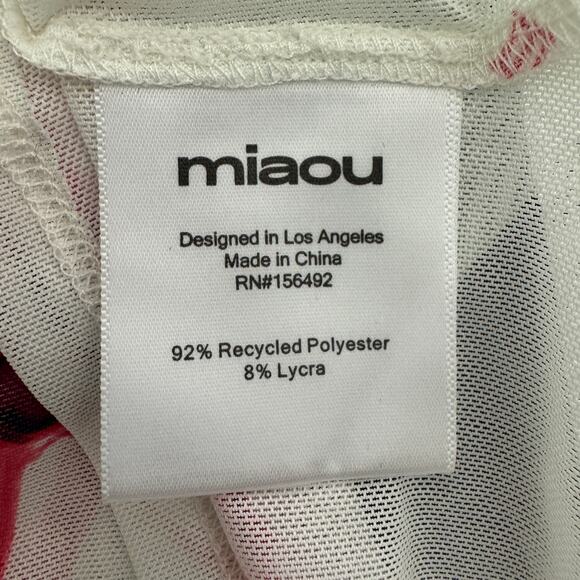 miaou
Designed in Los Angeles
Made in China
RN#156492
92% Recycled Polyester
8% Lycra